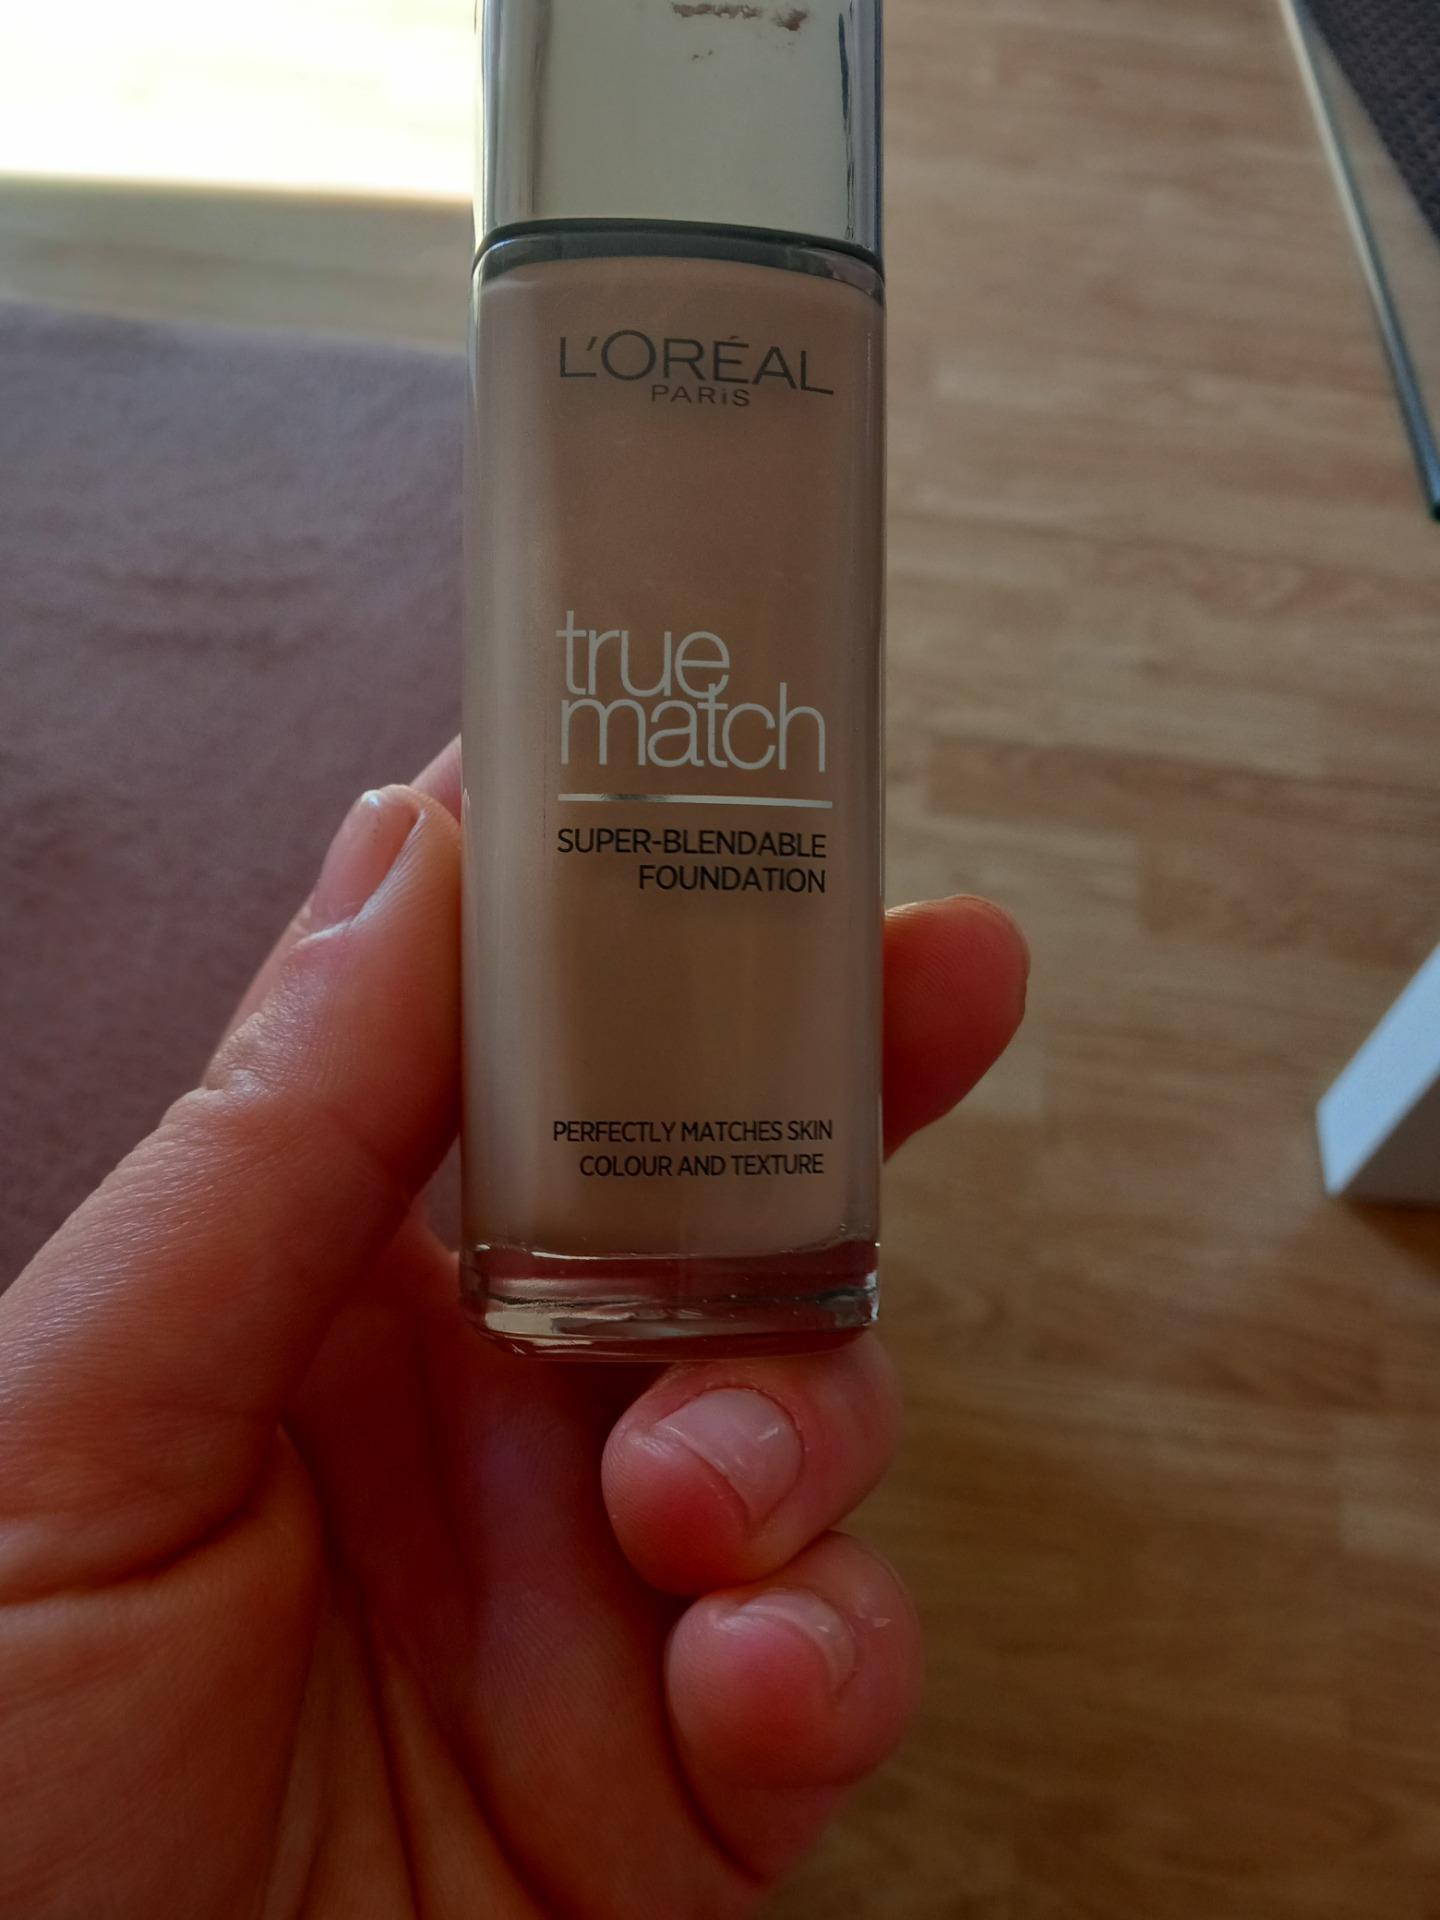 L'ORÉAL
PARiS
true
match
SUPER-BLENDABLE
FOUNDATION
PERFECTLY MATCHES SKIN
COLOUR AND TEXTURE